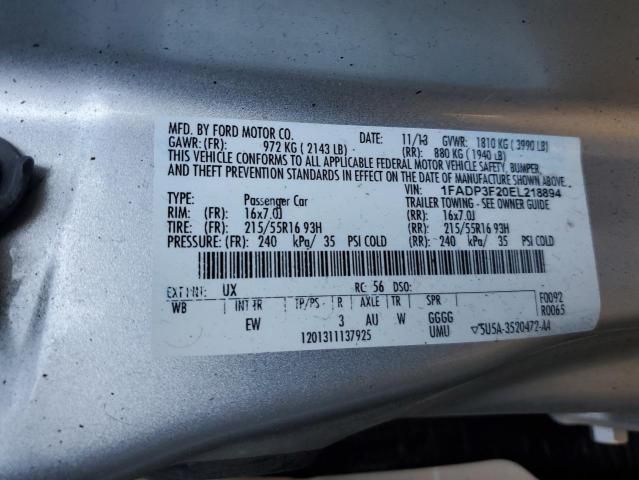 MFD. BY FORD MOTOR CO. DATE: 11/13 GVWR: 1810 KG ( 3990 LB)
GAWR: (FR): 972 KG ( 2143 LB) (RR): 880 KG ( 1940 LB)
THIS VEHICLE CONFORMS TO ALL APPLICABLE FEDERAL MOTOR VEHICLE SAFETY, BUMPER,
AND THEFT PREVENTION STANDARDS IN EFFECT ON THE DATE OF MANUFACTURE SHOWN ABOVE.
VIN: 1FADP3F20EL218894
TYPE: Passenger Car TRAILER TOWING - SEE OWNER GUIDE
RIM: (FR) 16x7.0J (RR): 16x7.0J
TIRE: (FR) 215/55R16 93H (RR): 215/55R16 93H
PRESSURE: (FR) 240 kPa/ 35 PSI COLD (RR): 240 kPa/ 35 PSI COLD
EXT PNT: UX RC: 56 DSO: F0092
WB INT TR TP/PS R AXLE TR SPR R0065
EW 3 AU W GGGG
1201311137925 UMU 5U5A-3520472-AA